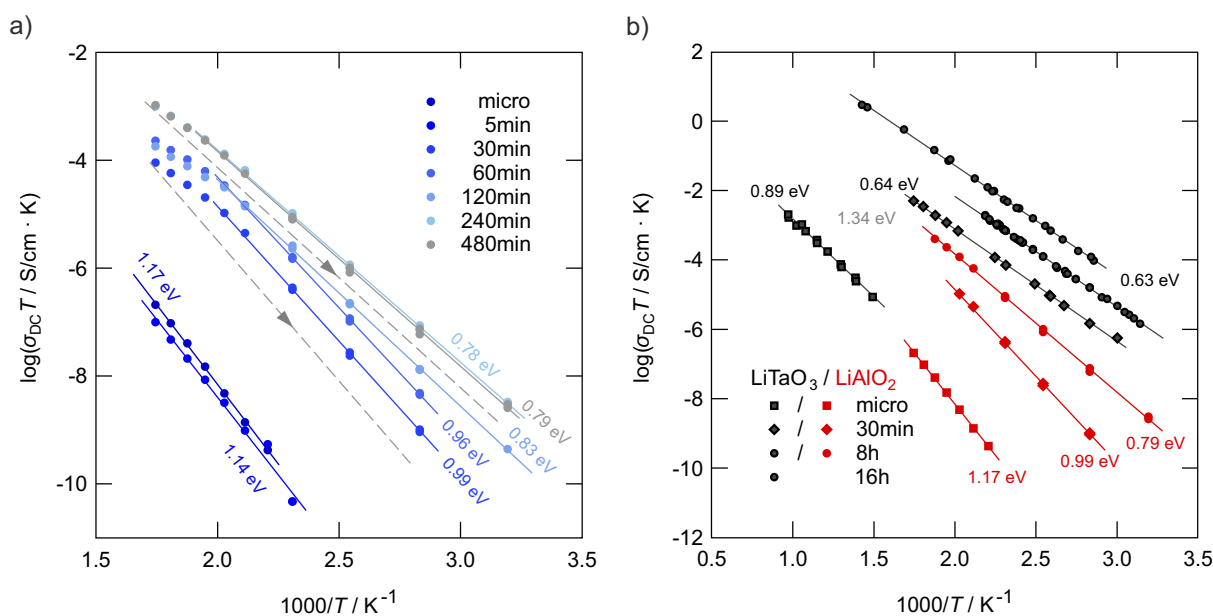 a)
log(σDC T / S/cm · K)
-2
-4
-6
-8
-10
1.5
2.0
2.5
3.0
3.5
1000/T / K⁻¹
micro
5min
30min
60min
120min
240min
480min
1.17 eV
1.14 eV
0.78 eV
0.79 eV
0.83 eV
0.96 eV
0.99 eV
b)
log(σDC T / S/cm · K)
2
0
-2
-4
-6
-8
-10
-12
0.5
1.0
1.5
2.0
2.5
3.0
3.5
1000/T / K⁻¹
0.89 eV
0.64 eV
1.34 eV
0.63 eV
LiTaO₃ / LiAlO₂
/ micro
/ 30min
/ 8h
16h
1.17 eV
0.99 eV
0.79 eV